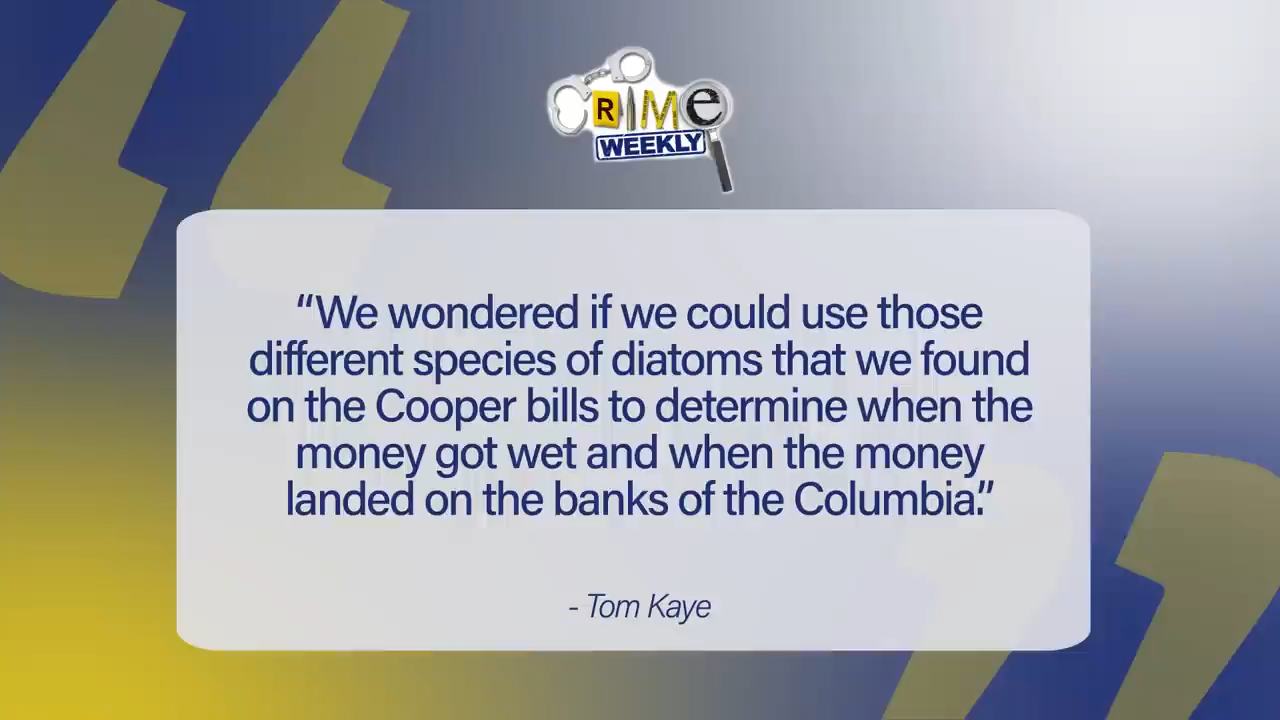 CRIME
WEEKLY
“We wondered if we could use those
different species of diatoms that we found
on the Cooper bills to determine when the
money got wet and when the money
landed on the banks of the Columbia.”
- Tom Kaye